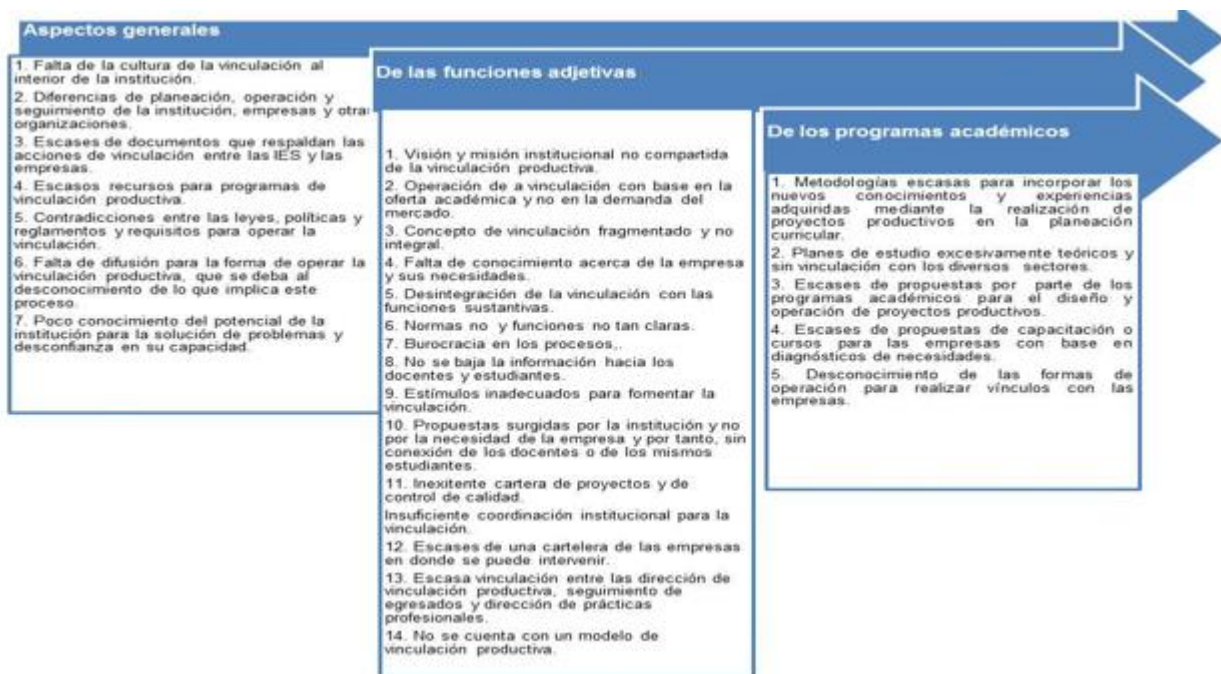 Aspectos generales
1. Falta de la cultura de la vinculación al
interior de la institución.
2. Diferencias de planeación, operación y
seguimiento de la institución, empresas y otra
organizaciones.
3. Escases de documentos que respaldan las
acciones de vinculación entre las IES y las
empresas.
4. Escasos recursos para programas de
vinculación productiva.
5. Contradicciones entre las leyes, políticas y
reglamentos y requisitos para operar la
vinculación.
6. Falta de difusión para la forma de operar la
vinculación productiva, que se deba al
desconocimiento de lo que implica este
proceso.
7. Poco conocimiento del potencial de la
institución para la solución de problemas y
desconfianza en su capacidad.
De las funciones adjetivas
1. Visión y misión institucional no compartida
de la vinculación productiva.
2. Operación de a vinculación con base en la
oferta académica y no en la demanda del
mercado.
3. Concepto de vinculación fragmentado y no
integral.
4. Falta de conocimiento acerca de la empresa
y sus necesidades.
5. Desintegración de la vinculación con las
funciones sustantivas.
6. Normas no y funciones no tan claras.
7. Burocracia en los procesos,.
8. No se baja la información hacia los
docentes y estudiantes.
9. Estímulos inadecuados para fomentar la
vinculación.
10. Propuestas surgidas por la institución y no
por la necesidad de la empresa y por tanto, sin
conexión de los docentes o de los mismos
estudiantes.
11. Inexitente cartera de proyectos y de
control de calidad.
Insuficiente coordinación institucional para la
vinculación.
12. Escases de una cartelera de las empresas
en donde se puede intervenir.
13. Escasa vinculación entre las dirección de
vinculación productiva, seguimiento de
egresados y dirección de prácticas
profesionales.
14. No se cuenta con un modelo de
vinculación productiva.
De los programas académicos
1. Metodologías escasas para incorporar los
nuevos conocimientos y experiencias
adquiridas mediante la realización de
proyectos productivos en la planeación
curricular.
2. Planes de estudio excesivamente teóricos y
sin vinculación con los diversos sectores.
3. Escases de propuestas por parte de los
programas académicos para el diseño y
operación de proyectos productivos.
4. Escases de propuestas de capacitación o
cursos para las empresas con base en
diagnósticos de necesidades.
5. Desconocimiento de las formas de
operación para realizar vínculos con las
empresas.